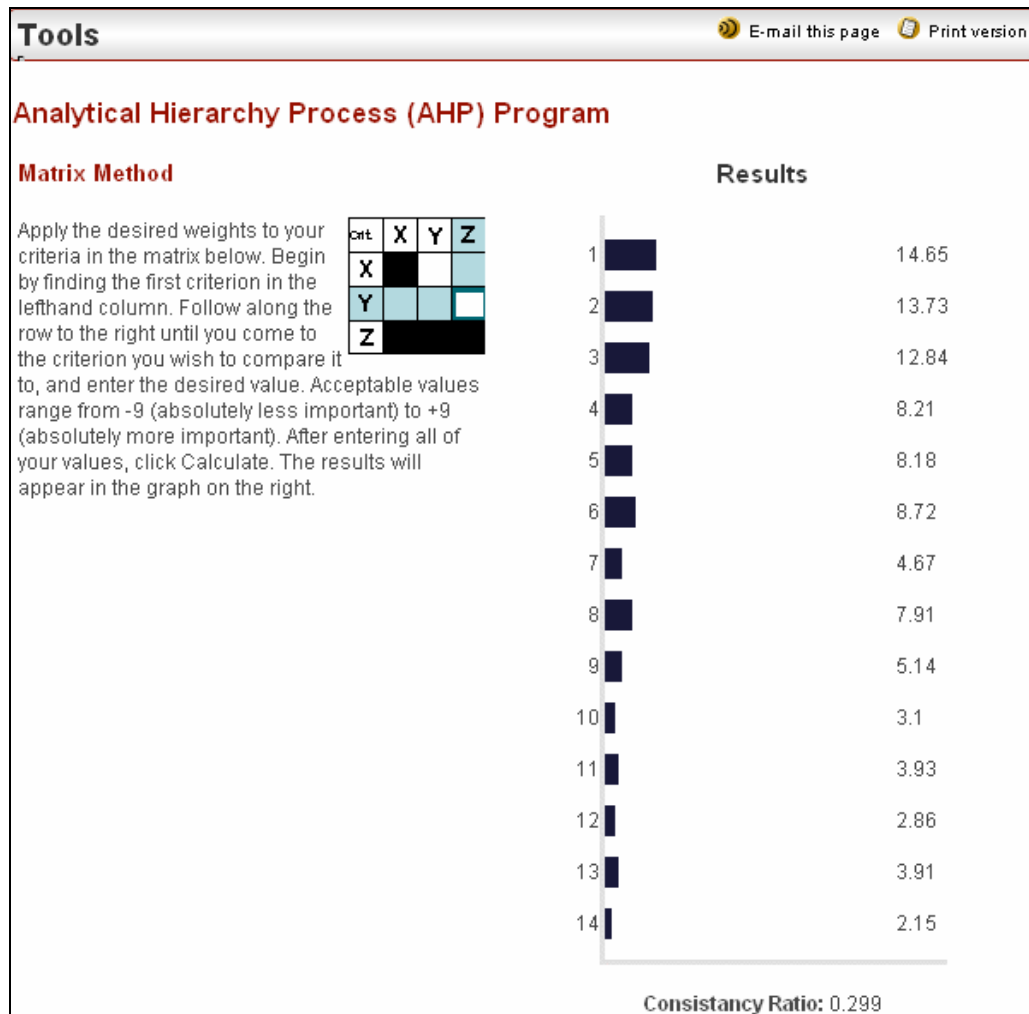 Tools
E-mail this page
Print version
Analytical Hierarchy Process (AHP) Program
Matrix Method
Apply the desired weights to your
criteria in the matrix below. Begin
by finding the first criterion in the
lefthand column. Follow along the
row to the right until you come to
the criterion you wish to compare it
to, and enter the desired value. Acceptable values
range from -9 (absolutely less important) to +9
(absolutely more important). After entering all of
your values, click Calculate. The results will
appear in the graph on the right.
Crit. X Y Z
X
Y
Z
Results
1 14.65
2 13.73
3 12.84
4 8.21
5 8.18
6 8.72
7 4.67
8 7.91
9 5.14
10 3.1
11 3.93
12 2.86
13 3.91
14 2.15
Consistancy Ratio: 0.299